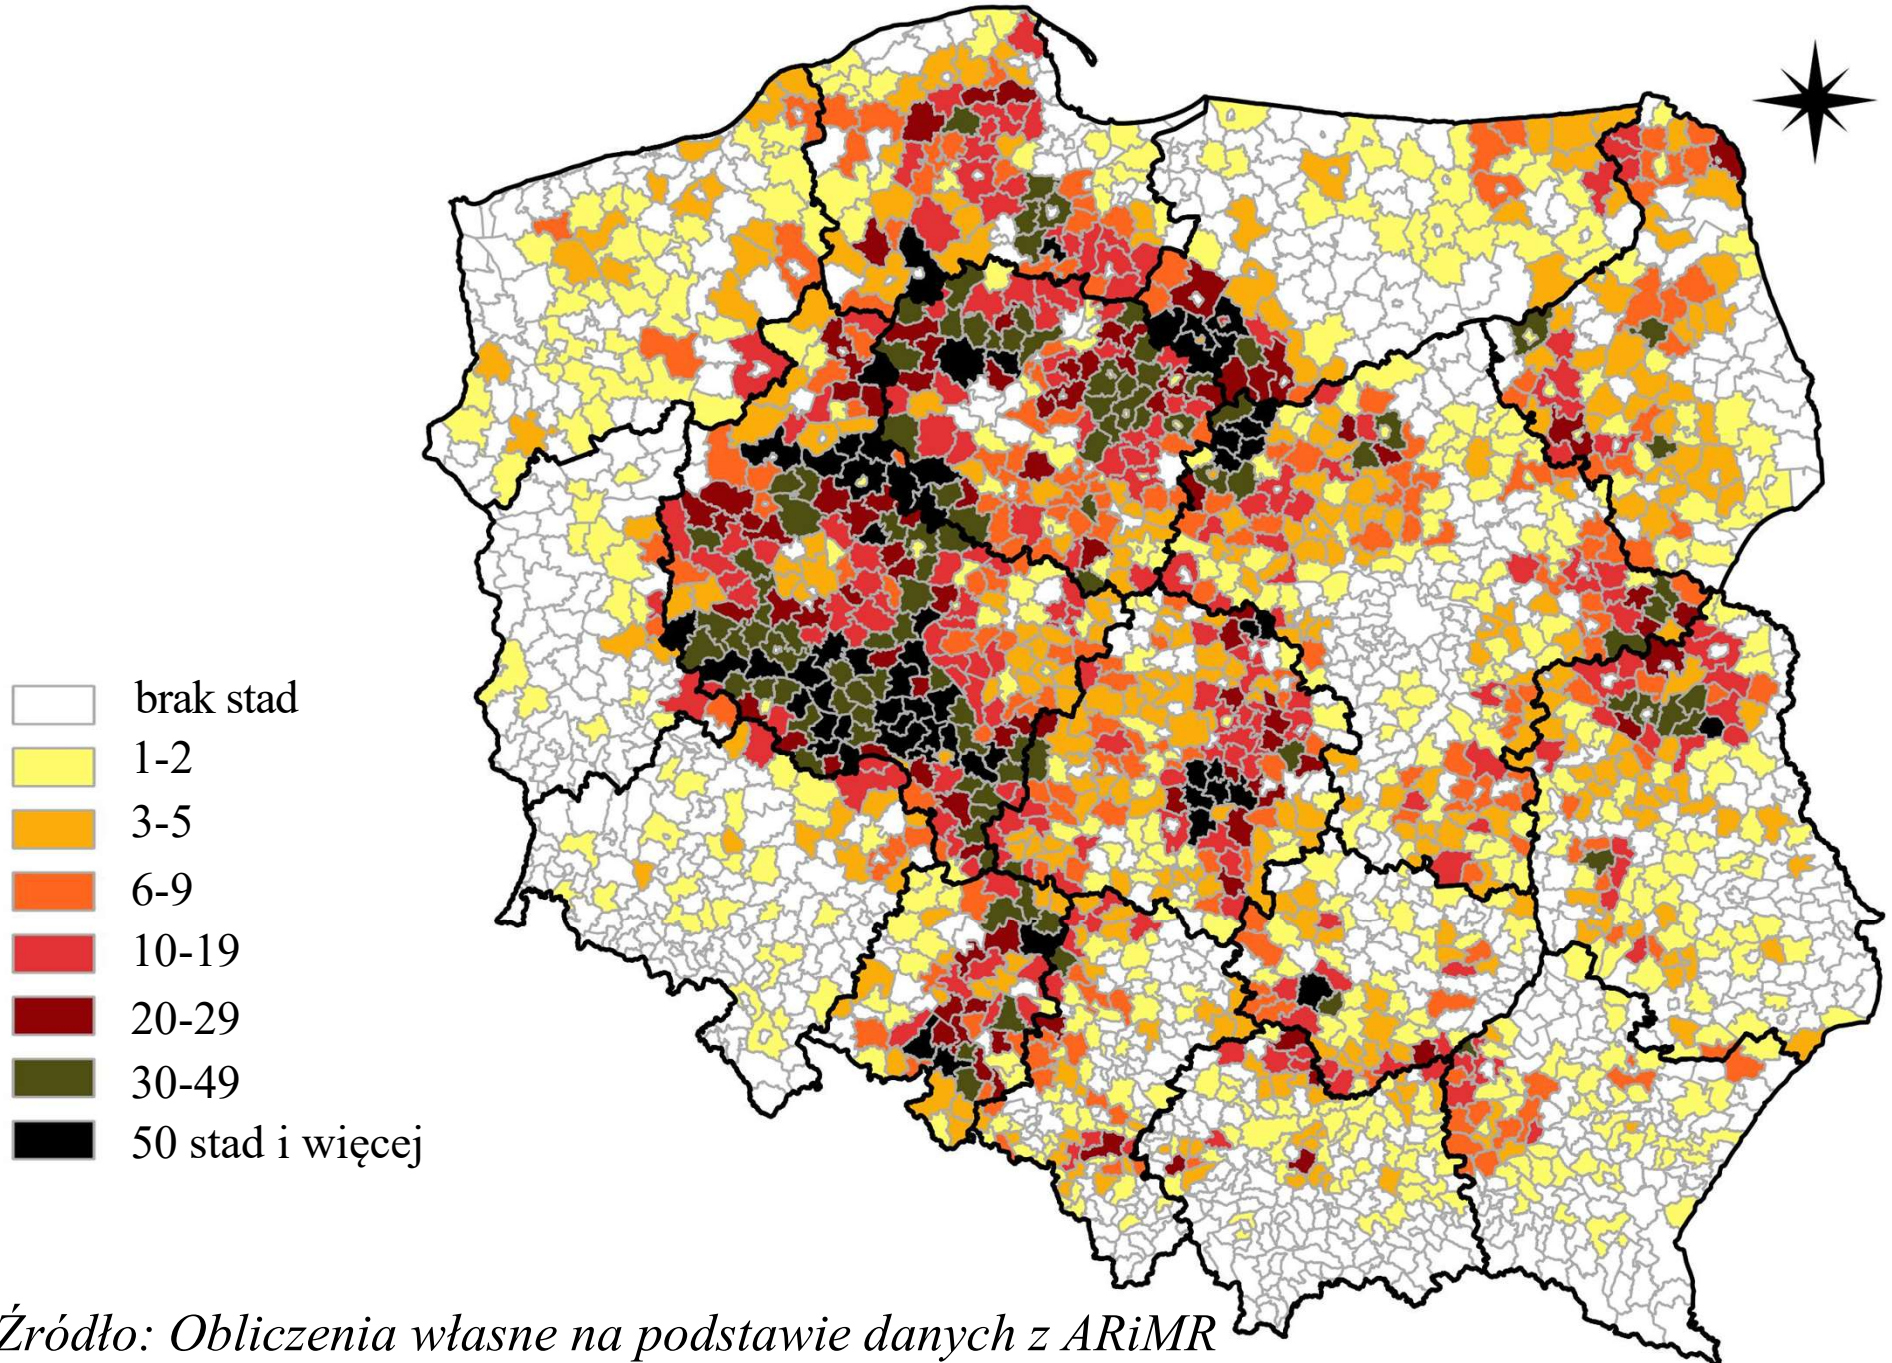 brak stad
1-2
3-5
6-9
10-19
20-29
30-49
50 stad i więcej
Źródło: Obliczenia własne na podstawie danych z ARiMR